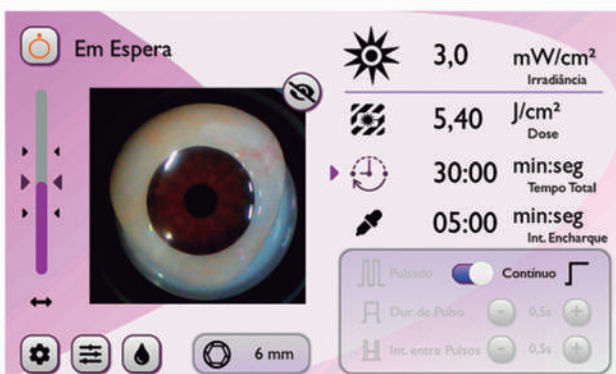 Em Espera
3,0 mW/cm²
Irradiância
5,40 J/cm²
Dose
30:00 min:seg
Tempo Total
05:00 min:seg
Int. Encharque
Pulsado Contínuo
Dur. de Pulso - 0,5s +
Int. entre Pulsos - 0,5s +
6 mm